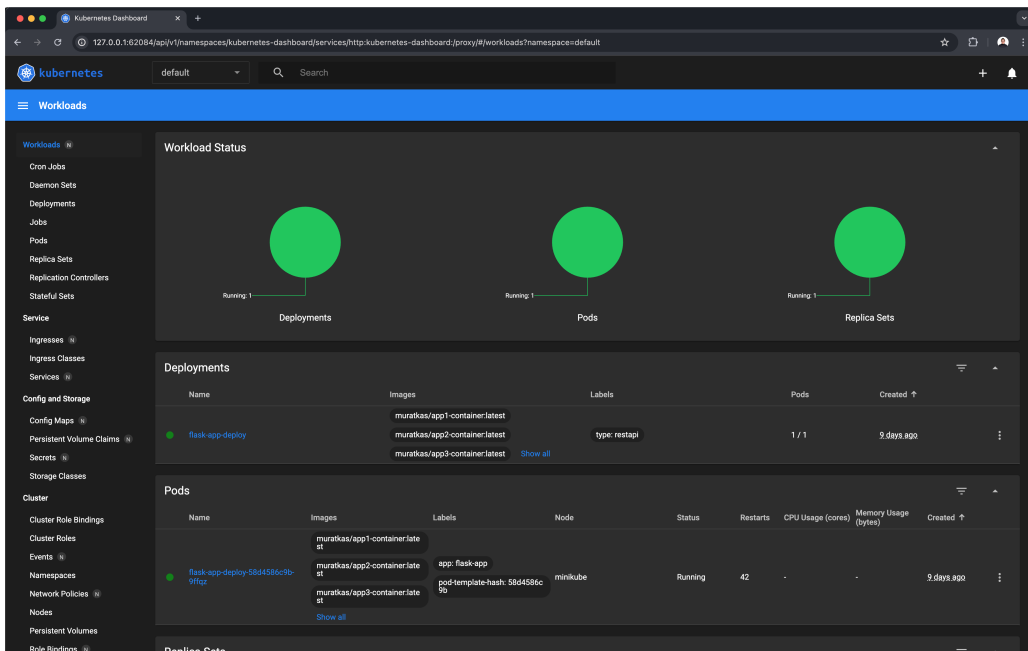 Kubernetes Dashboard
127.0.0.1:62084/api/v1/namespaces/kubernetes-dashboard/services/http:kubernetes-dashboard:/proxy/#/workloads?namespace=default
kubernetes
default
Search
Workloads
Workloads N
Cron Jobs
Daemon Sets
Deployments
Jobs
Pods
Replica Sets
Replication Controllers
Stateful Sets
Service
Ingresses N
Ingress Classes
Services N
Config and Storage
Config Maps N
Persistent Volume Claims N
Secrets N
Storage Classes
Cluster
Cluster Role Bindings
Cluster Roles
Events N
Namespaces
Network Policies N
Nodes
Persistent Volumes
Role Bindings N
Workload Status
Running: 1
Deployments
Running: 1
Pods
Running: 1
Replica Sets
Deployments
Name Images Labels Pods Created
flask-app-deploy
muratkas/app1-container:latest
muratkas/app2-container:latest
muratkas/app3-container:latest
Show all
type: restapi
1 / 1
9 days ago
Pods
Name Images Labels Node Status Restarts CPU Usage (cores) Memory Usage
(bytes)
Created
flask-app-deploy-58d4586c9b-
9ffqz
muratkas/app1-container:late
st
muratkas/app2-container:late
st
muratkas/app3-container:late
st
Show all
app: flask-app
pod-template-hash: 58d4586c
9b
minikube
Running
42
-
-
9 days ago
Replica Sets